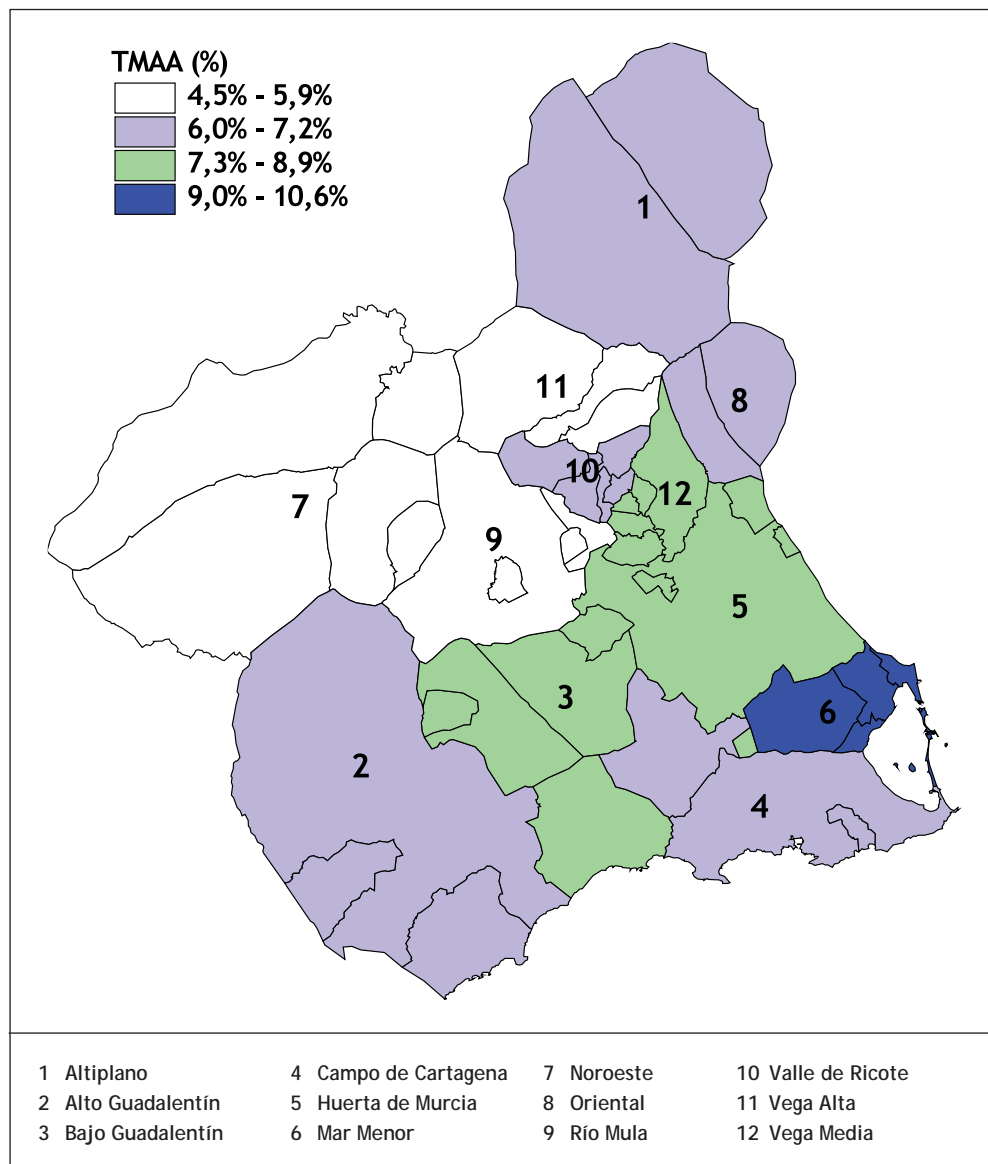 TMAA (%)
4,5% - 5,9%
6,0% - 7,2%
7,3% - 8,9%
9,0% - 10,6%
1
11
8
10
12
7
9
5
3
6
2
4
1 Altiplano
2 Alto Guadalentín
3 Bajo Guadalentín
4 Campo de Cartagena
5 Huerta de Murcia
6 Mar Menor
7 Noroeste
8 Oriental
9 Río Mula
10 Valle de Ricote
11 Vega Alta
12 Vega Media